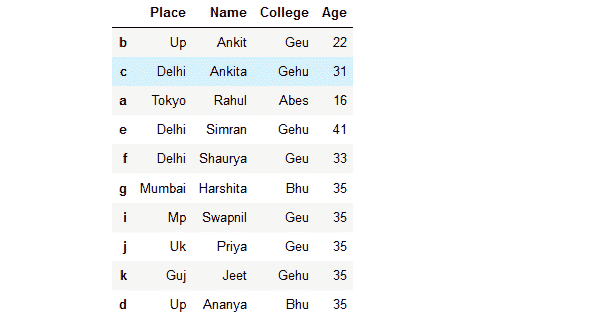 Place Name College Age
b Up Ankit Geu 22
c Delhi Ankita Gehu 31
a Tokyo Rahul Abes 16
e Delhi Simran Gehu 41
f Delhi Shaurya Geu 33
g Mumbai Harshita Bhu 35
i Mp Swapnil Geu 35
j Uk Priya Geu 35
k Guj Jeet Gehu 35
d Up Ananya Bhu 35